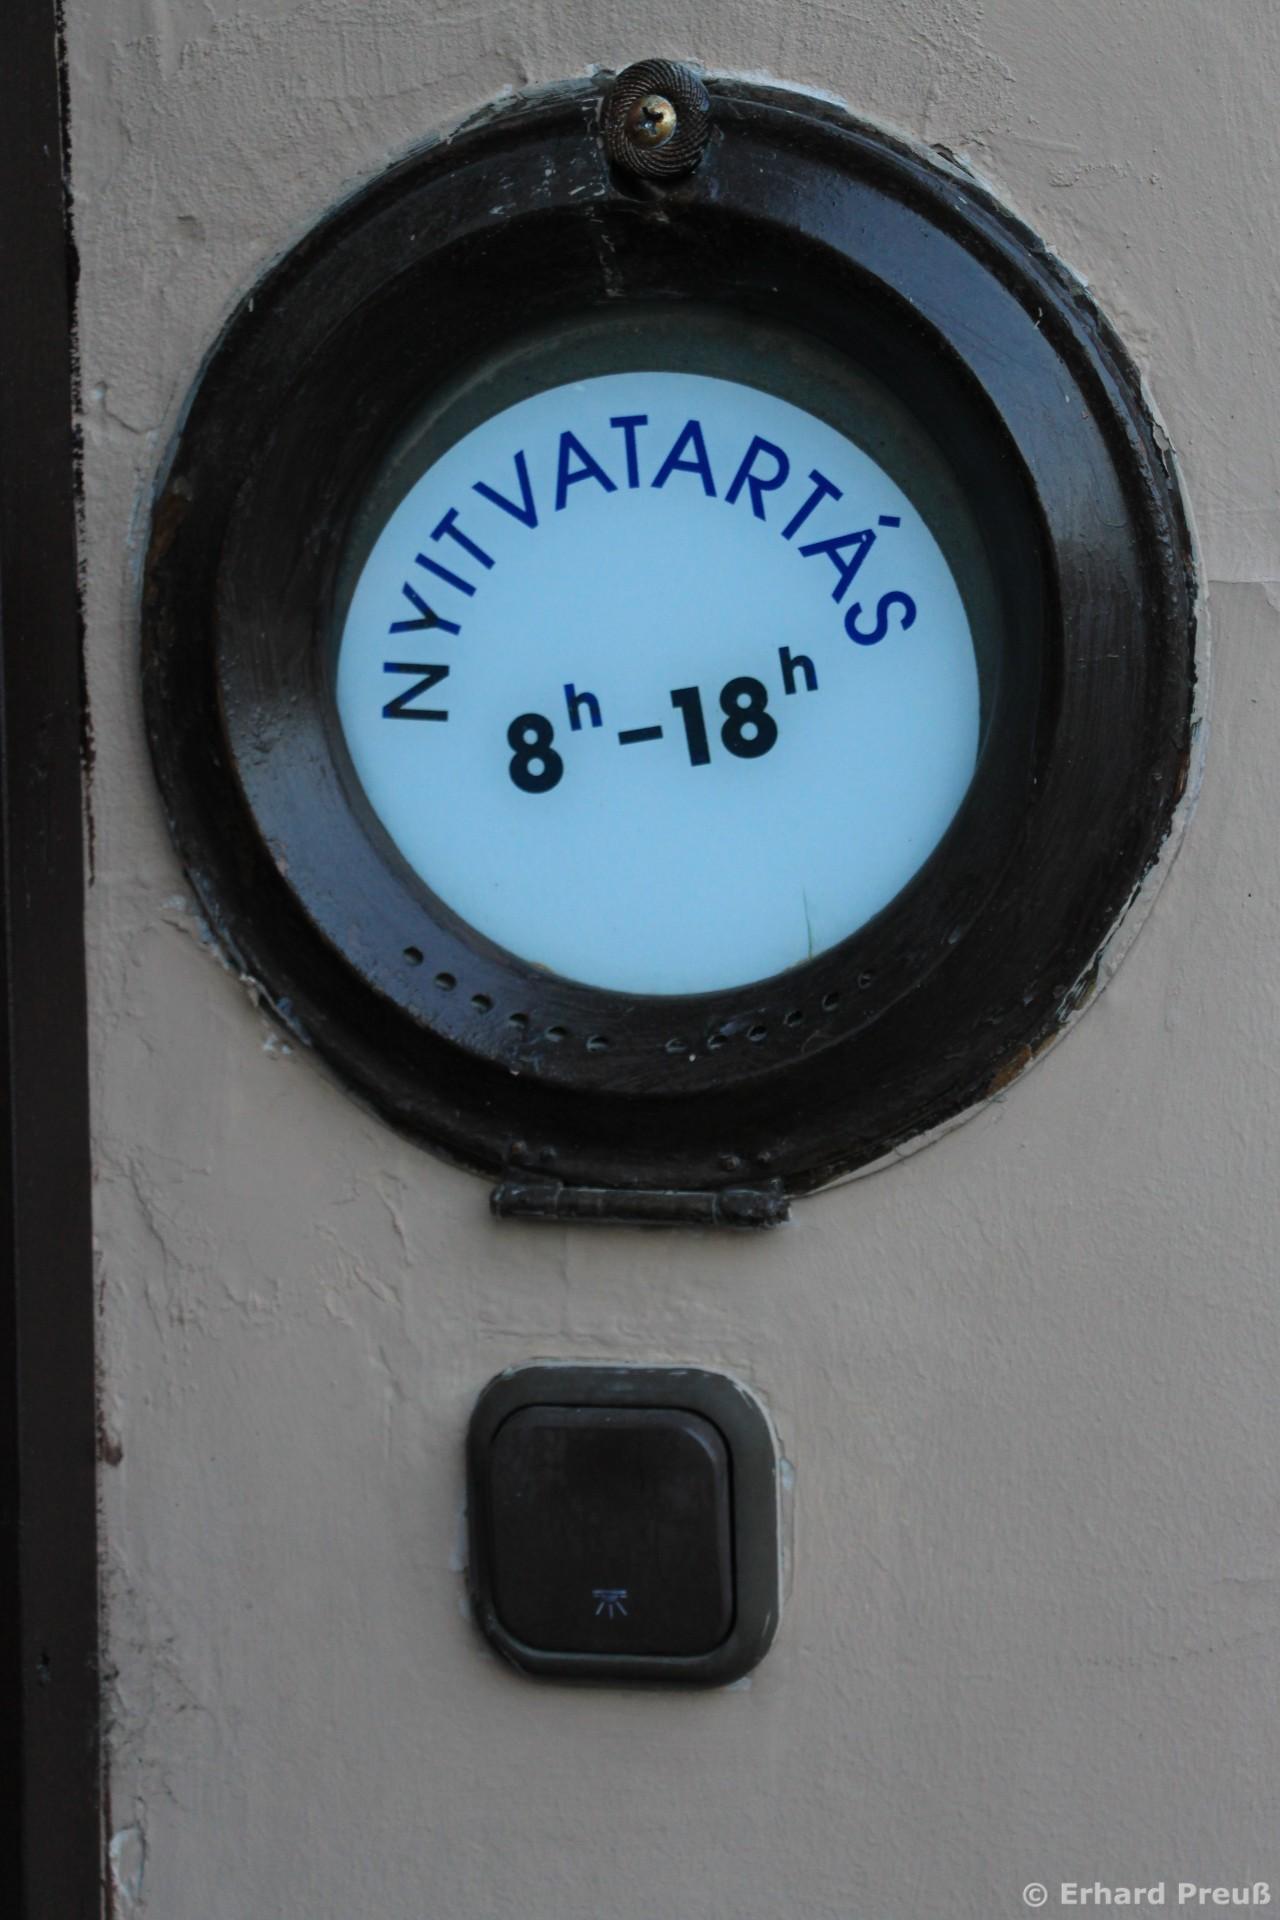 NYITVATARTÁS
8h-18h
© Erhard Preuß